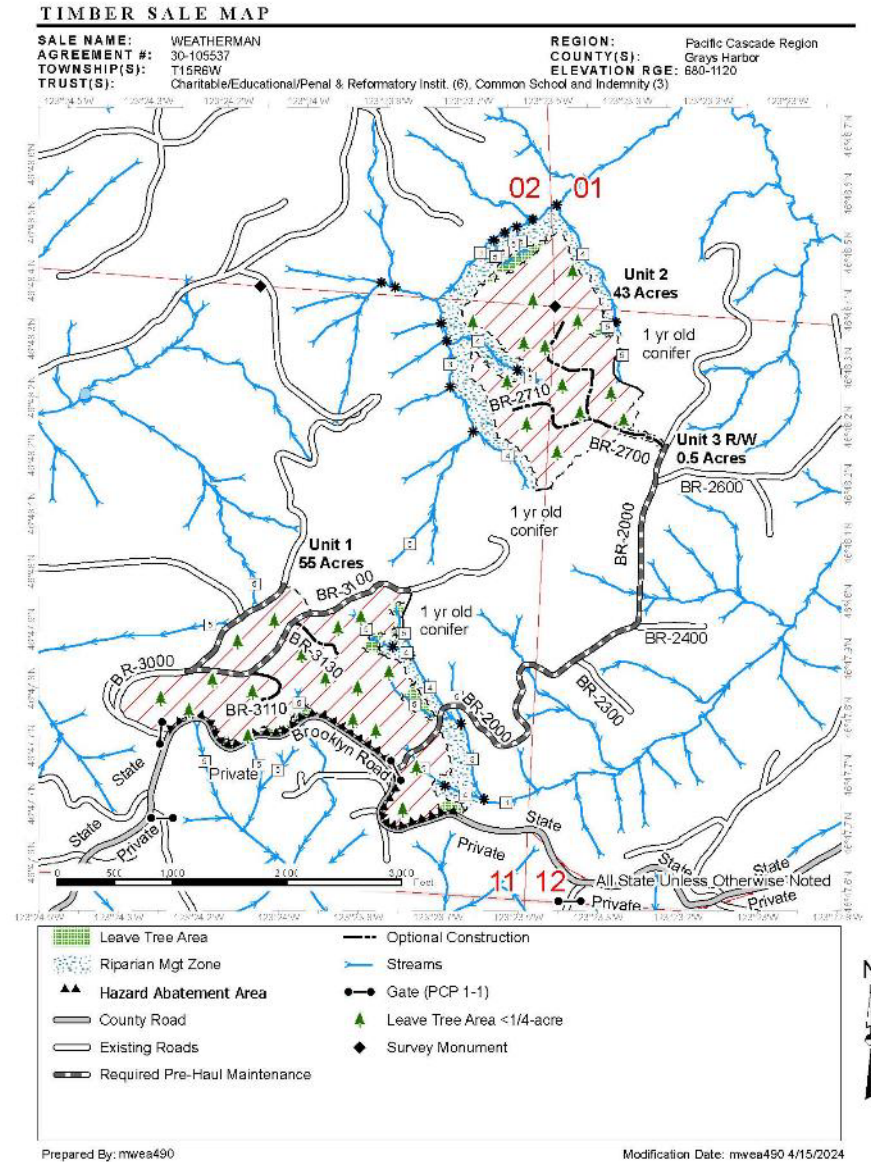 TIMBER SALE MAP
SALE NAME: WEATHERMAN
AGREEMENT #: 30-105537
TOWNSHIP(S): T15R6W
TRUST(S): Charitable/Educational/Penal & Reformatory Instit. (6), Common School and Indemnity (3)
REGION: Pacific Cascade Region
COUNTY(S): Grays Harbor
ELEVATION RGE: 680-1120
02 01
Unit 2
43 Acres
1 yr old
conifer
BR-2710
BR-2700
Unit 3 R/W
0.5 Acres
BR-2600
1 yr old
conifer
BR-2000
Unit 1
55 Acres
BR-3100
1 yr old
conifer
BR-2400
BR-3130
BR-3000
BR-2300
BR-3110
BR-2000
Brooklyn Road
State
Private
State
Private
State
Private
State
State
11 12
All State Unless Otherwise Noted
Private
Private
0 500 1,000 2,000 3,000
Feet
Leave Tree Area
Riparian Mgt Zone
Hazard Abatement Area
County Road
Existing Roads
Required Pre-Haul Maintenance
Optional Construction
Streams
Gate (PCP 1-1)
Leave Tree Area <1/4-acre
Survey Monument
N
Prepared By: mwea490
Modification Date: mwea490 4/15/2024